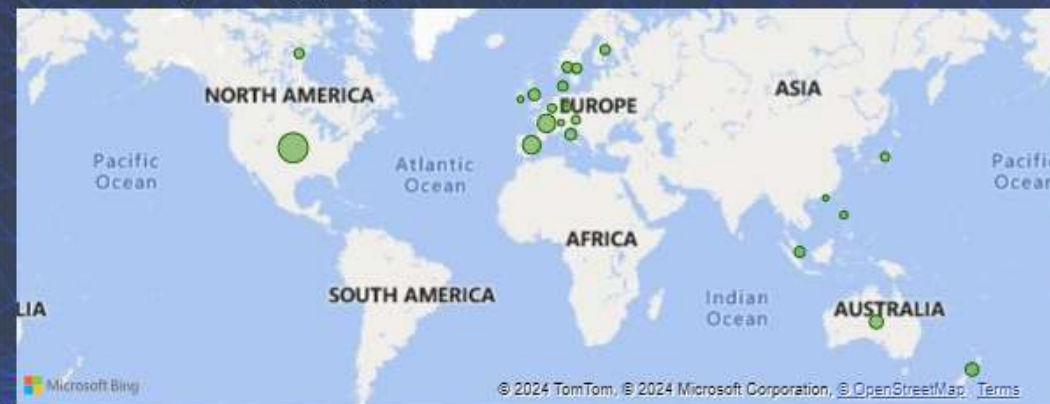 NORTH AMERICA
EUROPE
ASIA
Pacific
Ocean
Atlantic
Ocean
Pacific
Ocean
AFRICA
SOUTH AMERICA
Indian
Ocean
LIA
AUSTRALIA
Microsoft Bing
© 2024 TomTom, © 2024 Microsoft Corporation, © OpenStreetMap Terms